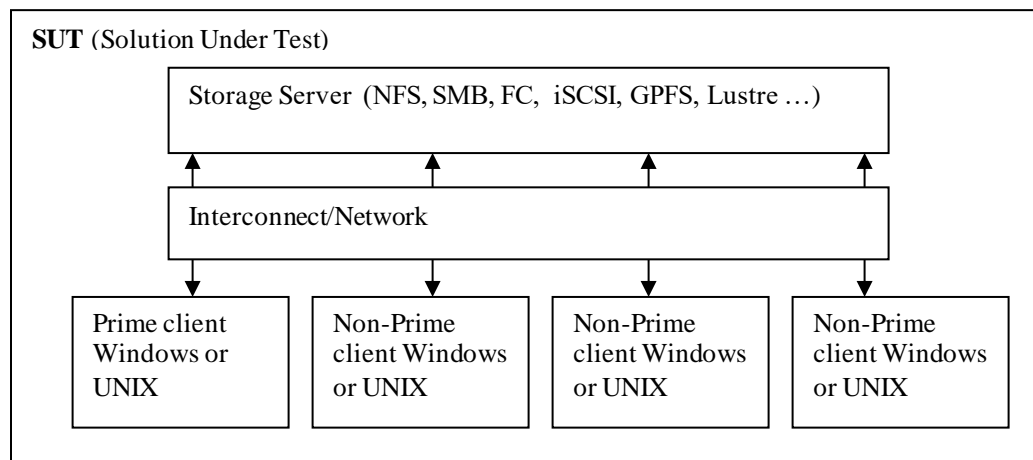 SUT (Solution Under Test)
Storage Server (NFS, SMB, FC, iSCSI, GPFS, Lustre …)
Interconnect/Network
Prime client
Windows or
UNIX
Non-Prime
client Windows
or UNIX
Non-Prime
client Windows
or UNIX
Non-Prime
client Windows
or UNIX